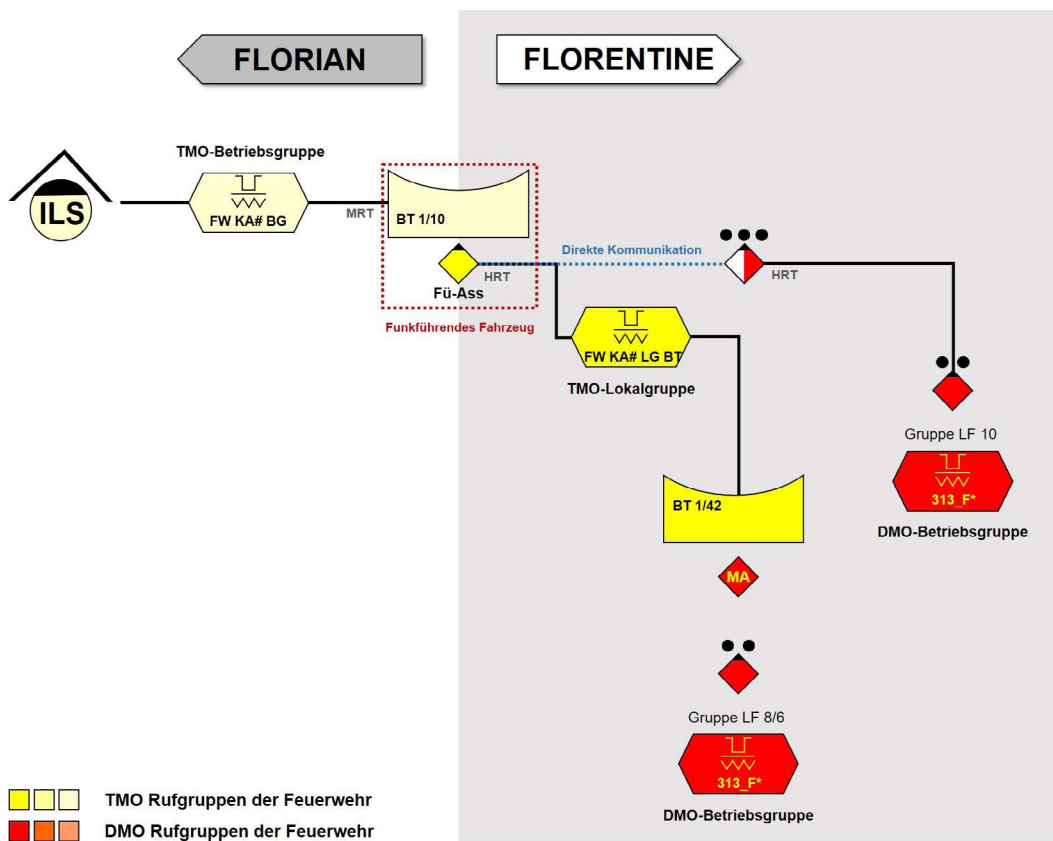 FLORIAN
FLORENTINE
TMO-Betriebsgruppe
ILS
FW KA# BG
MRT
BT 1/10
Direkte Kommunikation
HRT
HRT
Fü-Ass
Funkführendes Fahrzeug
FW KA# LG BT
TMO-Lokalgruppe
Gruppe LF 10
313_F*
DMO-Betriebsgruppe
BT 1/42
MA
Gruppe LF 8/6
313_F*
DMO-Betriebsgruppe
TMO Rufgruppen der Feuerwehr
DMO Rufgruppen der Feuerwehr